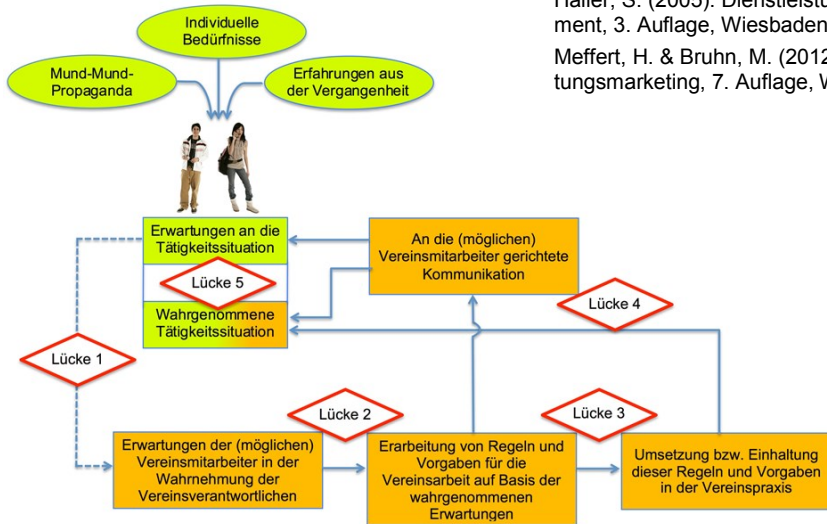 Haller, S. (2005). Dienstleistu
ment, 3. Auflage, Wiesbaden
Meffert, H. & Bruhn, M. (2012
tungsmarketing, 7. Auflage, W
Individuelle
Bedürfnisse
Mund-Mund-
Propaganda
Erfahrungen aus
der Vergangenheit
Erwartungen an die
Tätigkeitssituation
Lücke 5
Wahrgenommene
Tätigkeitssituation
An die (möglichen)
Vereinsmitarbeiter gerichtete
Kommunikation
Lücke 4
Lücke 1
Lücke 2
Lücke 3
Erwartungen der (möglichen)
Vereinsmitarbeiter in der
Wahrnehmung der
Vereinsverantwortlichen
Erarbeitung von Regeln und
Vorgaben für die
Vereinsarbeit auf Basis der
wahrgenommenen
Erwartungen
Umsetzung bzw. Einhaltung
dieser Regeln und Vorgaben
in der Vereinspraxis